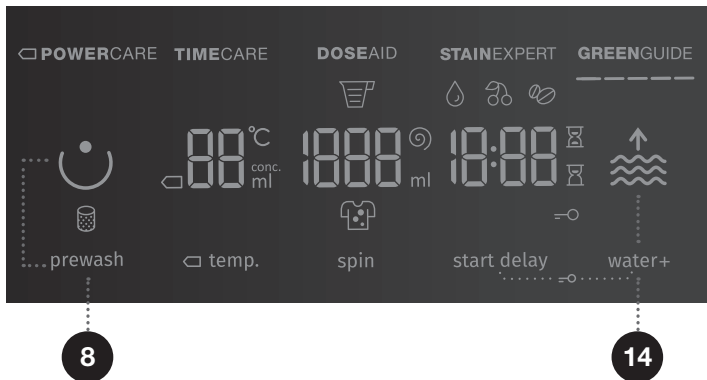 POWERCARE TIMECARE DOSEAID STAINEXPERT GREENGUIDE
88 °C 1888 18:88
conc.
ml ml
prewash temp. spin start delay water+
8 14